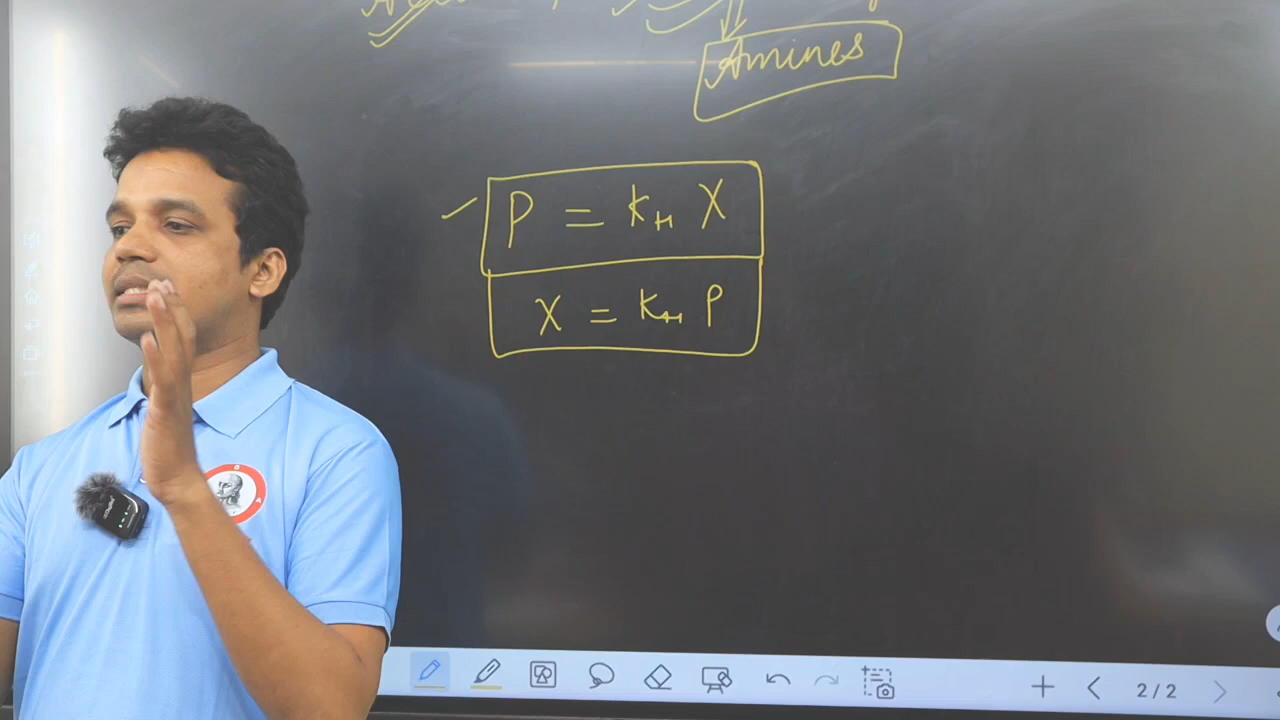 Amines
P = KH X
X = KH P
2/2